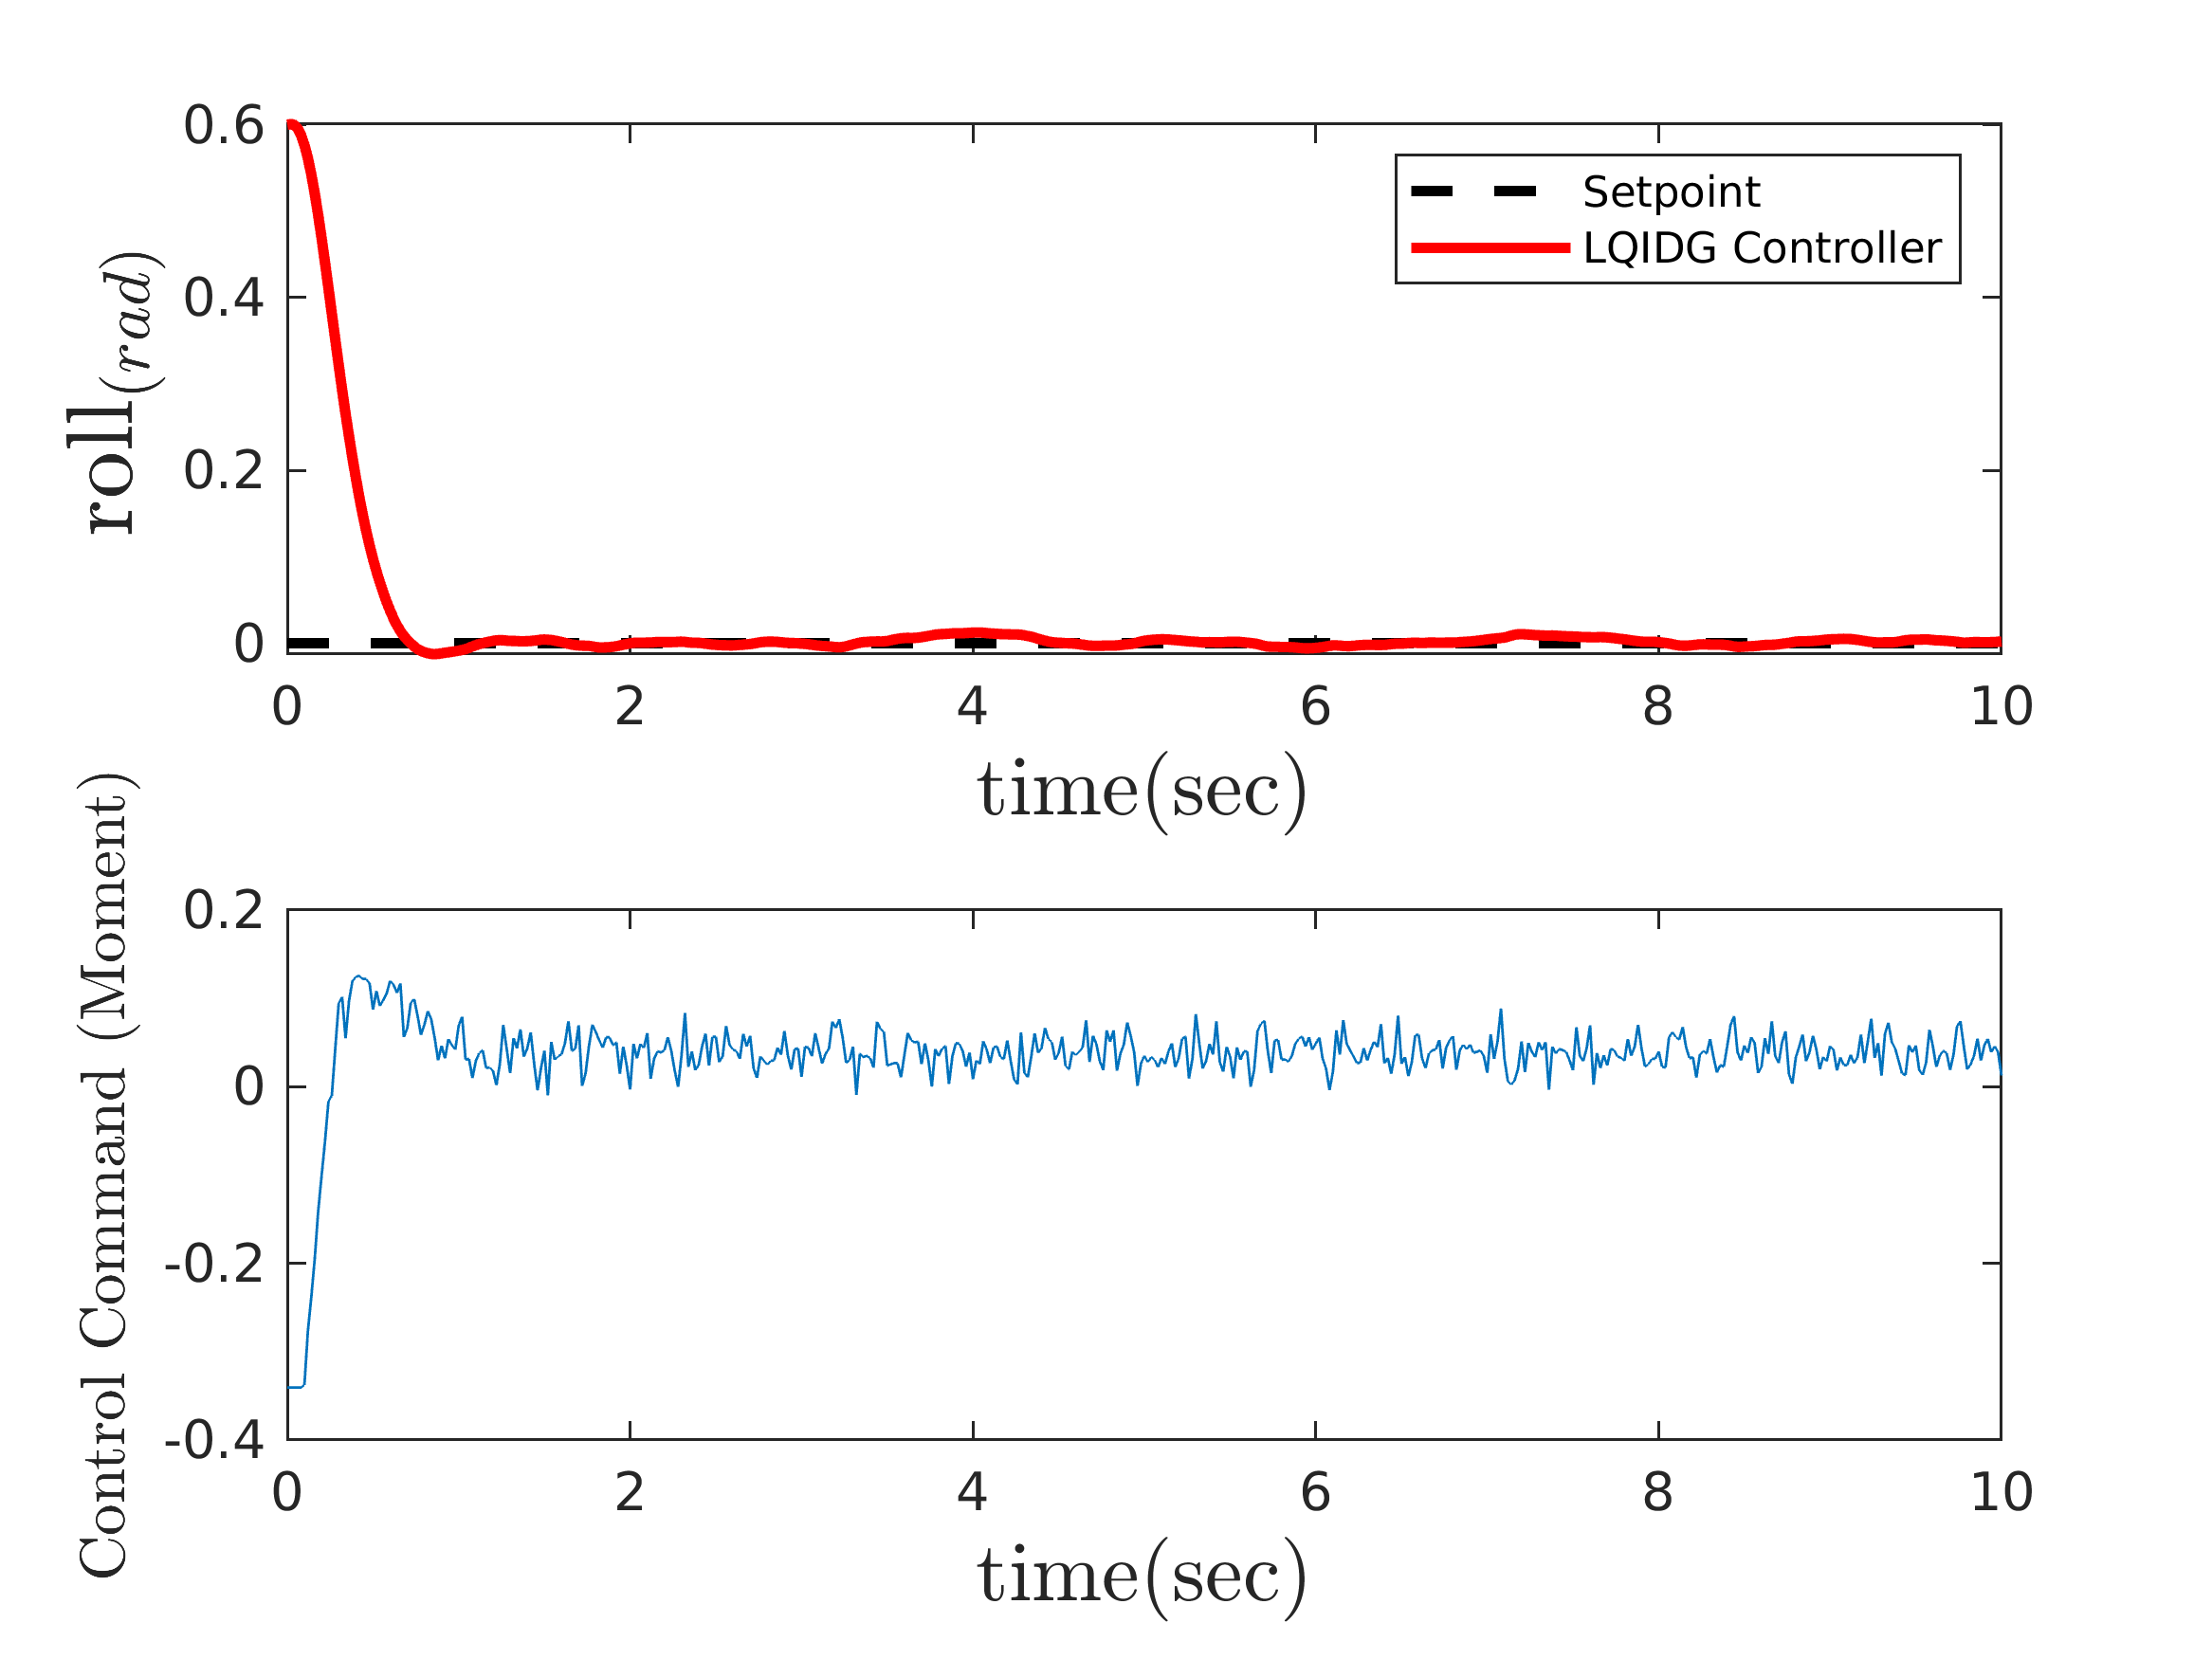 0.6
0.4
0.2
0
roll(rad)
Setpoint
LQIDG Controller
0 2 4 6 8 10
time(sec)
0.2
0
-0.2
-0.4
Control Command (Moment)
0 2 4 6 8 10
time(sec)